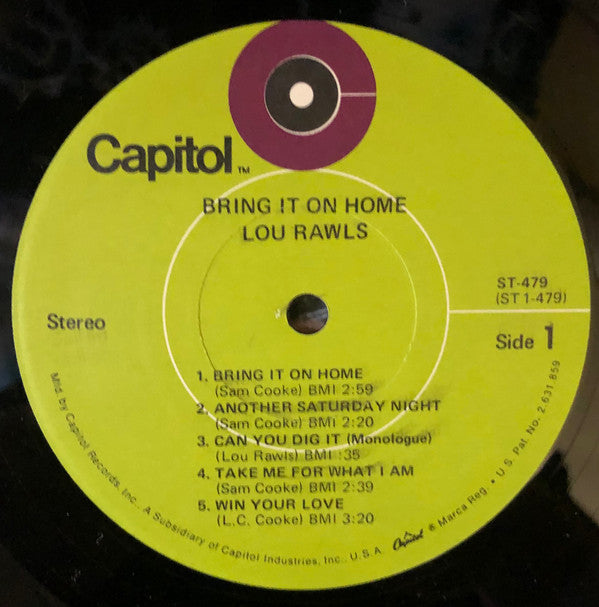 Capitol ™
BRING IT ON HOME
LOU RAWLS
ST-479
(ST1-479)
Stereo
Side 1
1. BRING IT ON HOME
(Sam Cooke) BMI 2:59
2. ANOTHER SATURDAY NIGHT
(Sam Cooke) BMI 2:20
3. CAN YOU DIG IT (Monologue)
(Lou Rawls) BMI :35
4. TAKE ME FOR WHAT I AM
(Sam Cooke) BMI 2:39
5. WIN YOUR LOVE
(L.C. Cooke) BMI 3:20
Mfd. by Capitol Records, Inc., A Subsidiary of Capitol Industries, Inc., U.S.A. Capitol ® Marca Reg. • U.S. Pat. No. 2,631,859